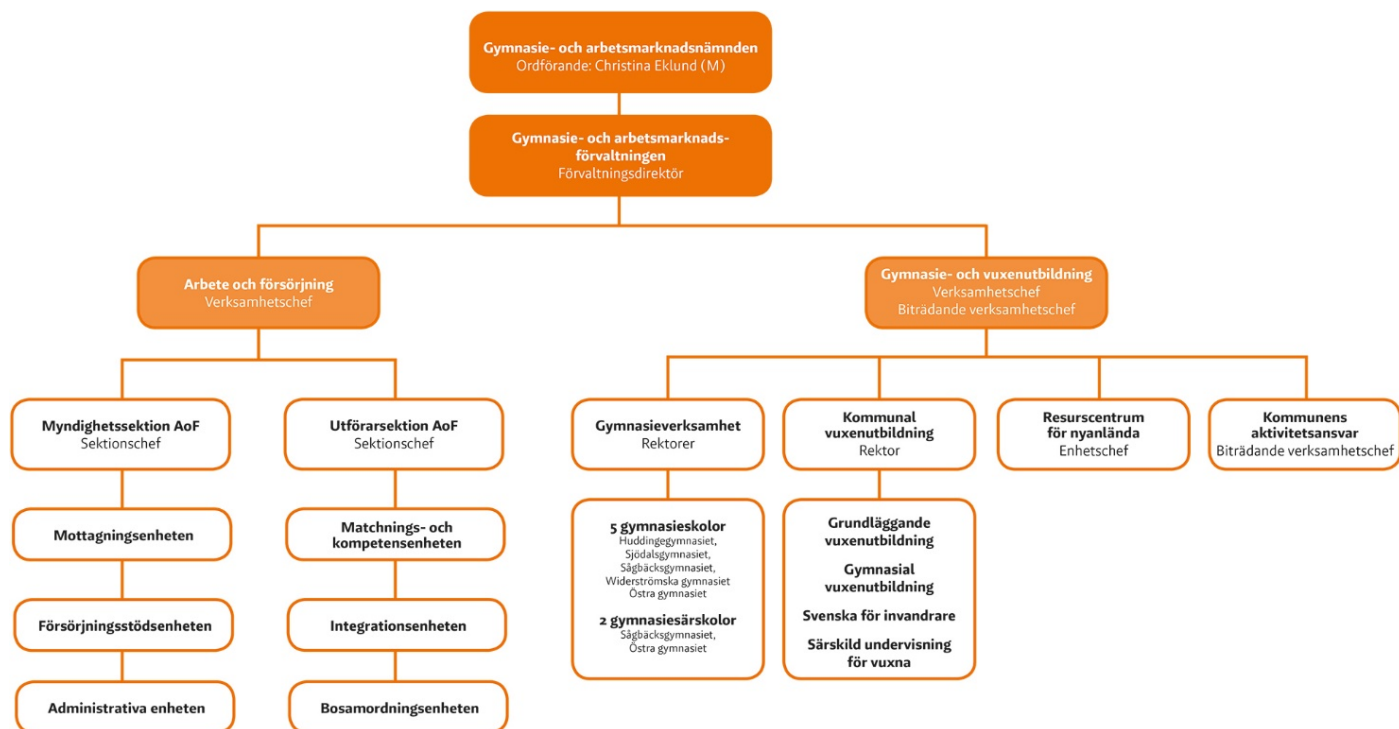 Gymnasie- och arbetsmarknadsnämnden
Ordförande: Christina Eklund (M)
Gymnasie- och arbetsmarknads-
förvaltningen
Förvaltningsdirektör
Arbete och försörjning
Verksamhetschef
Gymnasie- och vuxenutbildning
Verksamhetschef
Biträdande verksamhetschef
Myndighetssektion AoF
Sektionschef
Utförarsektion AoF
Sektionschef
Gymnasieverksamhet
Rektorer
Kommunal
vuxenutbildning
Rektor
Resurscentrum
för nyanlända
Enhetschef
Kommunens
aktivitetsansvar
Biträdande verksamhetschef
Mottagningsenheten
Försörjningsstödsenheten
Administrativa enheten
Matchnings- och
kompetensenheten
Integrationsenheten
Bosamordningsenheten
5 gymnasieskolor
Huddingegymnasiet,
Sjödalsgymnasiet,
Sågbäcksgymnasiet,
Widerströmska gymnasiet
Östra gymnasiet
2 gymnasiesärskolor
Sågbäcksgymnasiet,
Östra gymnasiet
Grundläggande
vuxenutbildning
Gymnasial
vuxenutbildning
Svenska för invandrare
Särskild undervisning
för vuxna